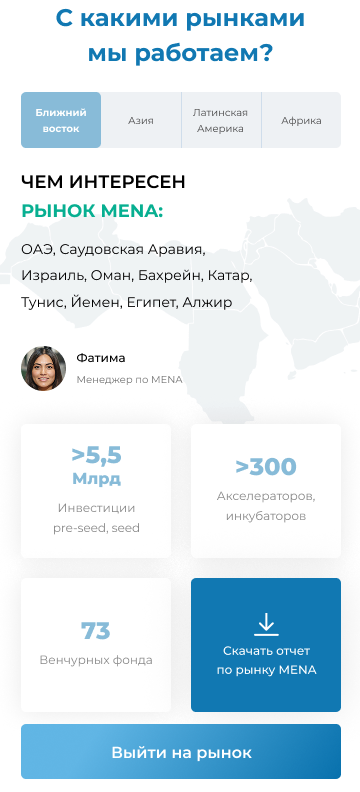 С какими рынками
мы работаем?
Ближний
восток
Азия
Латинская
Америка
Африка
ЧЕМ ИНТЕРЕСЕН
РЫНОК MENA:
ОАЭ, Саудовская Аравия,
Израиль, Оман, Бахрейн, Катар,
Тунис, Йемен, Египет, Алжир
Фатима
Менеджер по MENA
>5,5
Млрд
Инвестиции
pre-seed, seed
>300
Акселераторов,
инкубаторов
73
Венчурных фонда
Скачать отчет
по рынку MENA
Выйти на рынок